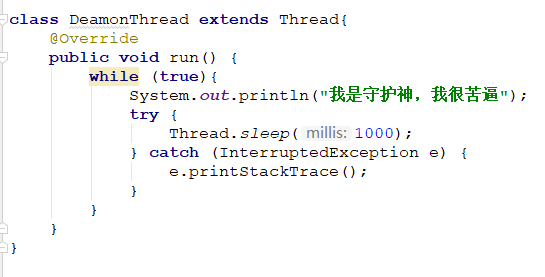 class DeamonThread extends Thread{
    @Override
    public void run() {
        while (true){
            System.out.println("我是守护神，我很苦逼");
            try {
                Thread.sleep( millis: 1000);
            } catch (InterruptedException e) {
                e.printStackTrace();
            }
        }
    }
}